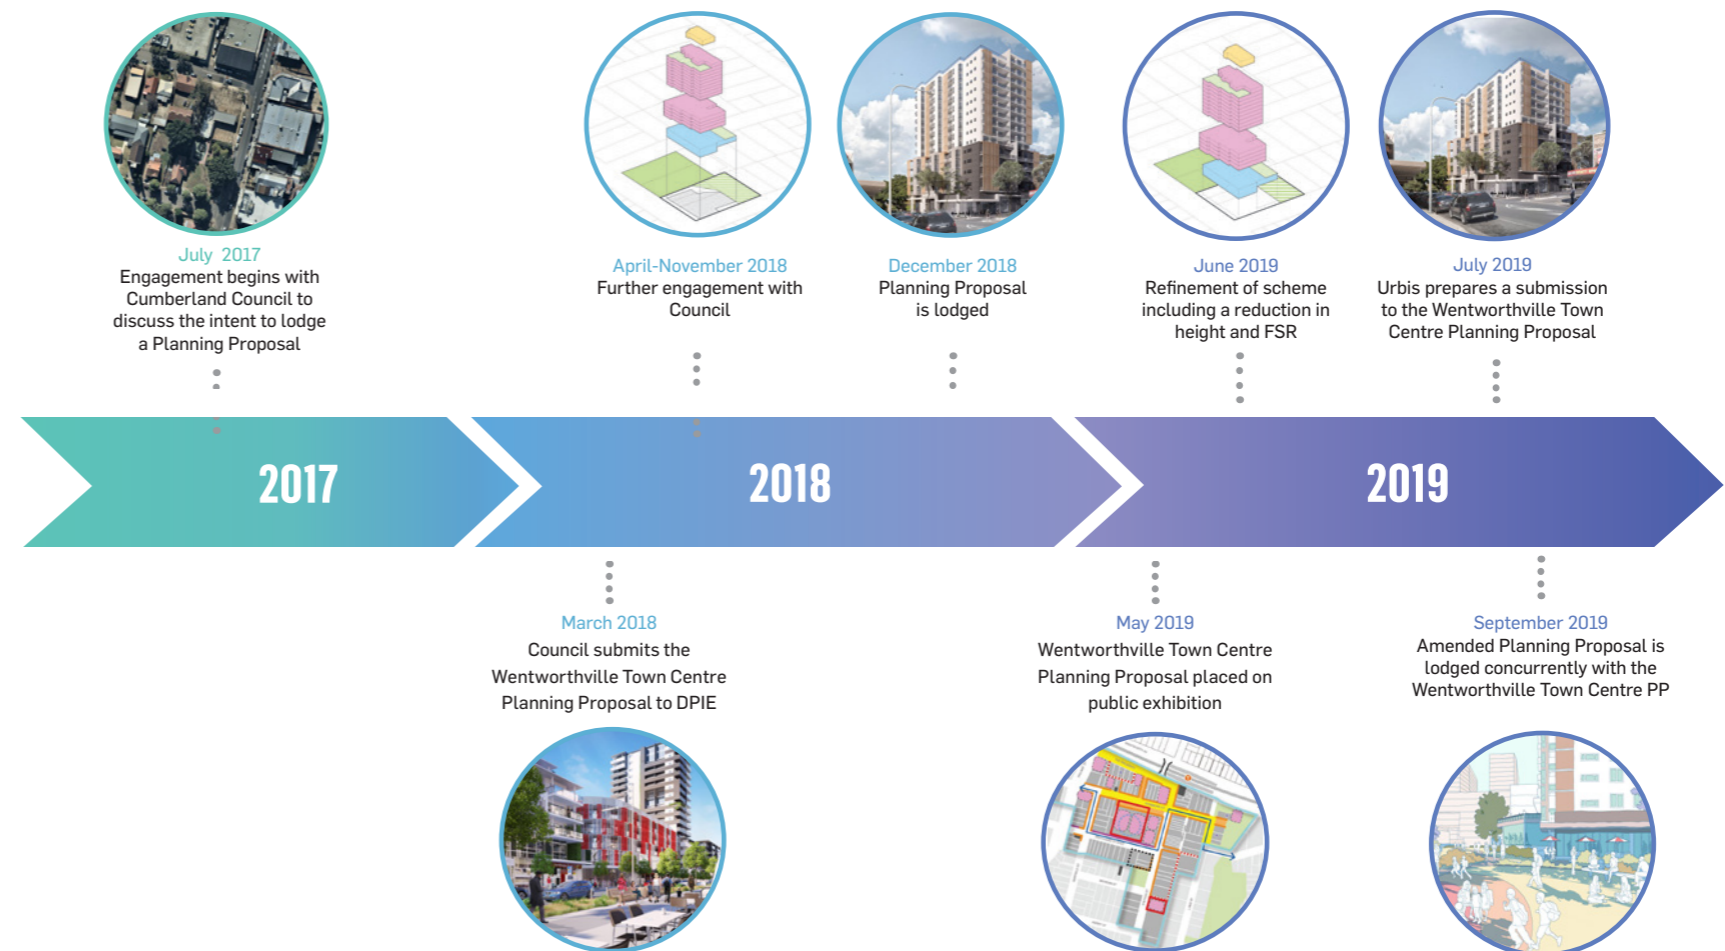 July 2017
Engagement begins with
Cumberland Council to
discuss the intent to lodge
a Planning Proposal
April-November 2018
Further engagement with
Council
December 2018
Planning Proposal
is lodged
June 2019
Refinement of scheme
including a reduction in
height and FSR
July 2019
Urbis prepares a submission
to the Wentworthville Town
Centre Planning Proposal
2017
2018
2019
March 2018
Council submits the
Wentworthville Town Centre
Planning Proposal to DPIE
May 2019
Wentworthville Town Centre
Planning Proposal placed on
public exhibition
September 2019
Amended Planning Proposal is
lodged concurrently with the
Wentworthville Town Centre PP